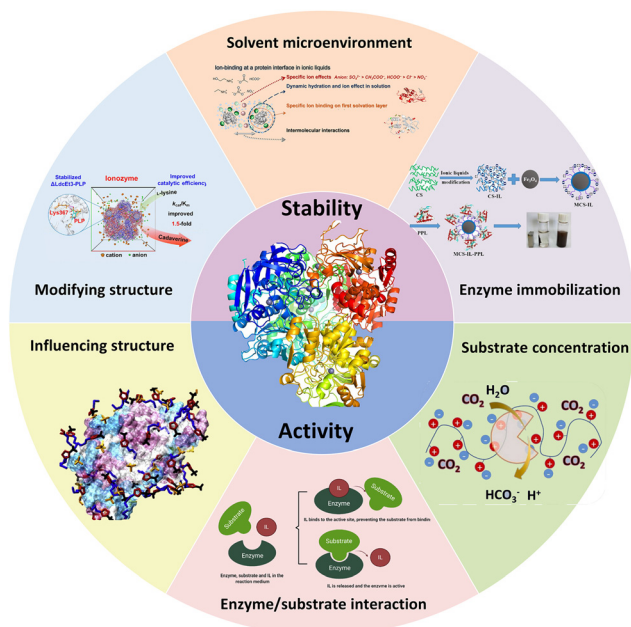 Solvent microenvironment
Ion-binding at a protein interface in ionic liquids
Specific ion effects
Dynamic hydration and ion effect in solution
Specific Ion binding on first solvation layer
Intermolecular interactions
Stabilized
ΔLdcEt3-PLP
Ionozyme
Improved
catalytic efficiency
L-lysine
Lys367
PLP
kcat/Km
improved
1.5-fold
Cadaverine
cation
anion
Modifying structure
Ionic liquids
modification
CS
CS-IL
Fe3O4
MCS-IL
PPL
MCS-IL-PPL
Enzyme immobilization
Stability
Activity
Influencing structure
Substrate concentration
H2O
CO2
CO2
CO2
CO2
HCO3- H+
Substrate
IL
Enzyme
Enzyme, substrate and IL in the
reaction medium
IL
Substrate
Enzyme
IL binds to the active site, preventing the substrate from bindin
Substrate
IL
Enzyme
IL is released and the enzyme is active
Enzyme/substrate interaction